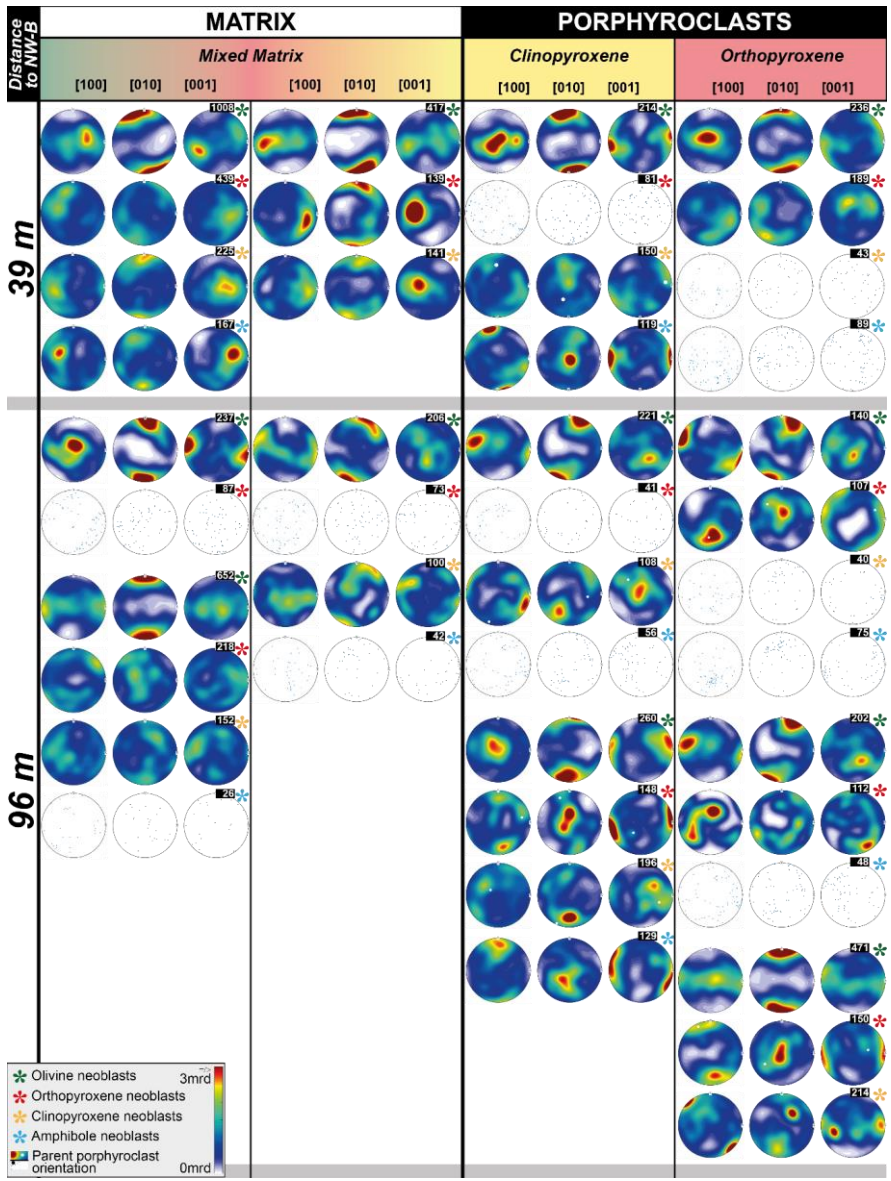 Distance
to NW-B
MATRIX
PORPHYROCLASTS
Mixed Matrix
Clinopyroxene
Orthopyroxene
[100] [010] [001] [100] [010] [001] [100] [010] [001] [100] [010] [001]
39 m
1008 417 214 236
439 139 81 189
225 141 150 43
167 119 89
96 m
237 206 221 140
87 73 41 107
652 100 108 40
218 42 56 75
152 260 202
26 148 112
196 48
129 471
150
214
Olivine neoblasts
Orthopyroxene neoblasts
Clinopyroxene neoblasts
Amphibole neoblasts
Parent porphyroclast
orientation
3mrd
0mrd